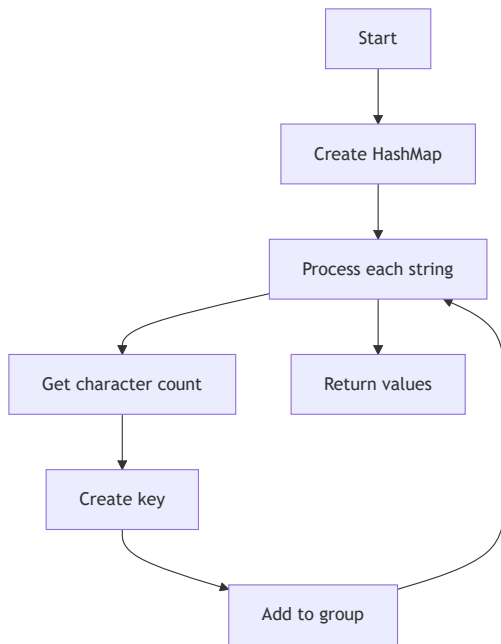 Start
Create HashMap
Process each string
Get character count
Return values
Create key
Add to group